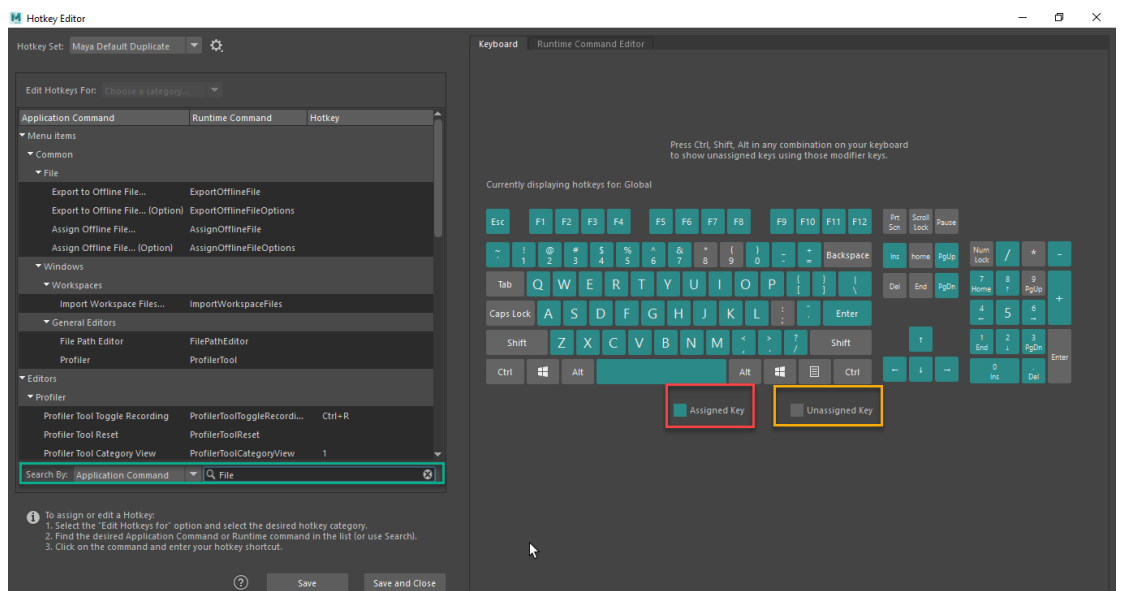 Hotkey Editor
Hotkey Set: Maya Default Duplicate
Edit Hotkeys For: Choose a category...
Application Command Runtime Command Hotkey
Menu items
Common
File
Export to Offline File... ExportOfflineFile
Export to Offline File... (Option) ExportOfflineFileOptions
Assign Offline File... AssignOfflineFile
Assign Offline File... (Option) AssignOfflineFileOptions
Windows
Workspaces
Import Workspace Files... ImportWorkspaceFiles
General Editors
File Path Editor FilePathEditor
Profiler ProfilerTool
Editors
Profiler
Profiler Tool Toggle Recording ProfilerToolToggleRecordi... Ctrl+R
Profiler Tool Reset ProfilerToolReset
Profiler Tool Category View ProfilerToolCategoryView 1
Search By: Application Command File
To assign or edit a Hotkey:
1. Select the "Edit Hotkeys for" option and select the desired hotkey category.
2. Find the desired Application Command or Runtime command in the list (or use Search).
3. Click on the command and enter your hotkey shortcut.
? Save Save and Close
Keyboard Runtime Command Editor
Press Ctrl, Shift, Alt in any combination on your keyboard
to show unassigned keys using those modifier keys.
Currently displaying hotkeys for: Global
Esc F1 F2 F3 F4 F5 F6 F7 F8 F9 F10 F11 F12 Prt Scn Scroll Lock Pause
~ ` ! 1 @ 2 # 3 $ 4 % 5 ^ 6 & 7 * 8 ( 9 ) 0 _ - + = Backspace Ins home PgUp Num Lock / * -
Tab Q W E R T Y U I O P { [ } ] | \ Del End PgDn 7 Home 8 ↑ 9 PgUp +
Caps Lock A S D F G H J K L : ; " ' Enter 4 ← 5 6 →
Shift Z X C V B N M < , > . ? / Shift ↑ 1 End 2 ↓ 3 PgDn Enter
Ctrl Alt Alt Ctrl ← ↓ → 0 Ins . Del
Assigned Key Unassigned Key